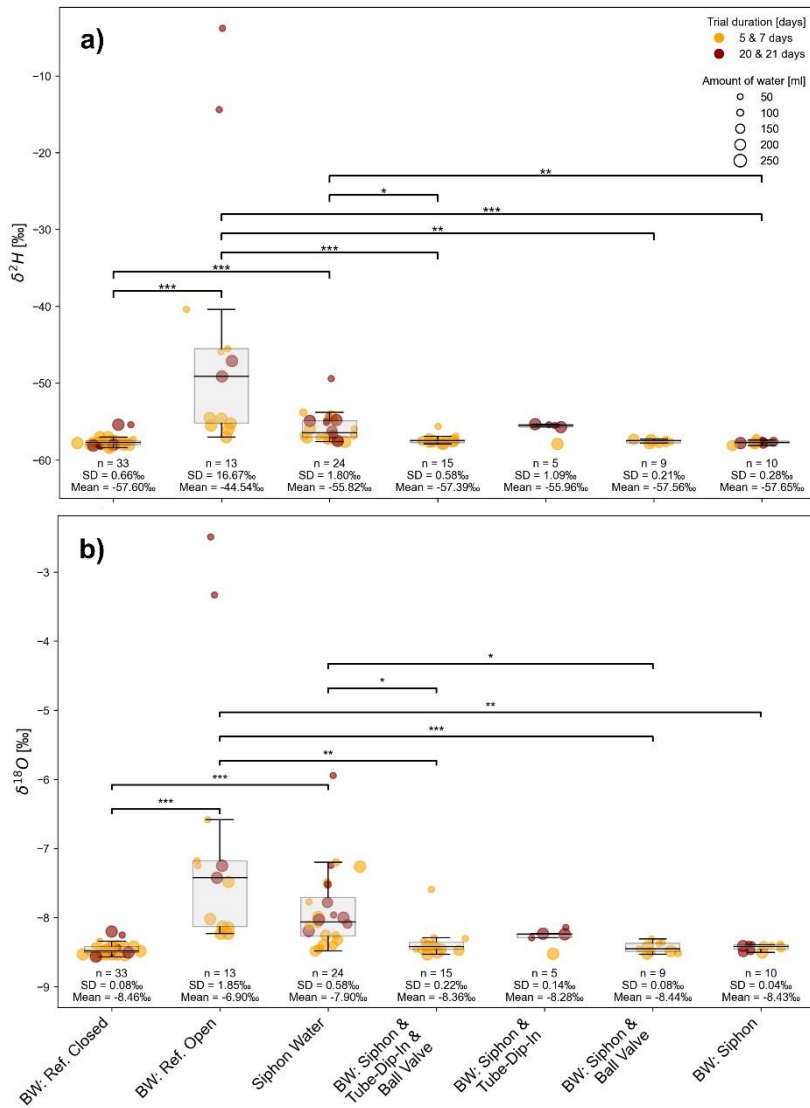 a)
Trial duration [days]
5 & 7 days
20 & 21 days
Amount of water [ml]
50
100
150
200
250
−10
−20
−30
−40
−50
−60
δ²H [‰]
**
*
***
**
***
***
***
n = 33
SD = 0.66‰
Mean = -57.60‰
n = 13
SD = 16.67‰
Mean = -44.54‰
n = 24
SD = 1.80‰
Mean = -55.82‰
n = 15
SD = 0.58‰
Mean = -57.39‰
n = 5
SD = 1.09‰
Mean = -55.96‰
n = 9
SD = 0.21‰
Mean = -57.56‰
n = 10
SD = 0.28‰
Mean = -57.65‰
b)
−3
−4
−5
−6
−7
−8
−9
δ¹⁸O [‰]
*
*
**
***
**
***
***
n = 33
SD = 0.08‰
Mean = -8.46‰
n = 13
SD = 1.85‰
Mean = -6.90‰
n = 24
SD = 0.58‰
Mean = -7.90‰
n = 15
SD = 0.22‰
Mean = -8.36‰
n = 5
SD = 0.14‰
Mean = -8.28‰
n = 9
SD = 0.08‰
Mean = -8.44‰
n = 10
SD = 0.04‰
Mean = -8.43‰
BW: Ref. Closed
BW: Ref. Open
Siphon Water
BW: Siphon &
Tube-Dip-In &
Ball Valve
BW: Siphon &
Tube-Dip-In
BW: Siphon &
Ball Valve
BW: Siphon